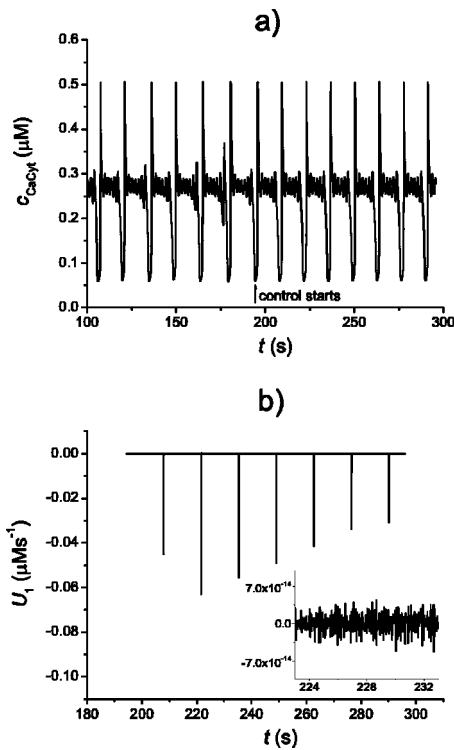 a)
0.6
0.5
0.4
0.3
0.2
0.1
0.0
c_CaCyt (μM)
control starts
100 150 200 250 300
t (s)
b)
0.00
-0.02
-0.04
-0.06
-0.08
-0.10
U₁ (μMs⁻¹)
7.0x10⁻¹⁴
0.0
-7.0x10⁻¹⁴
224 228 232
180 200 220 240 260 280 300
t (s)